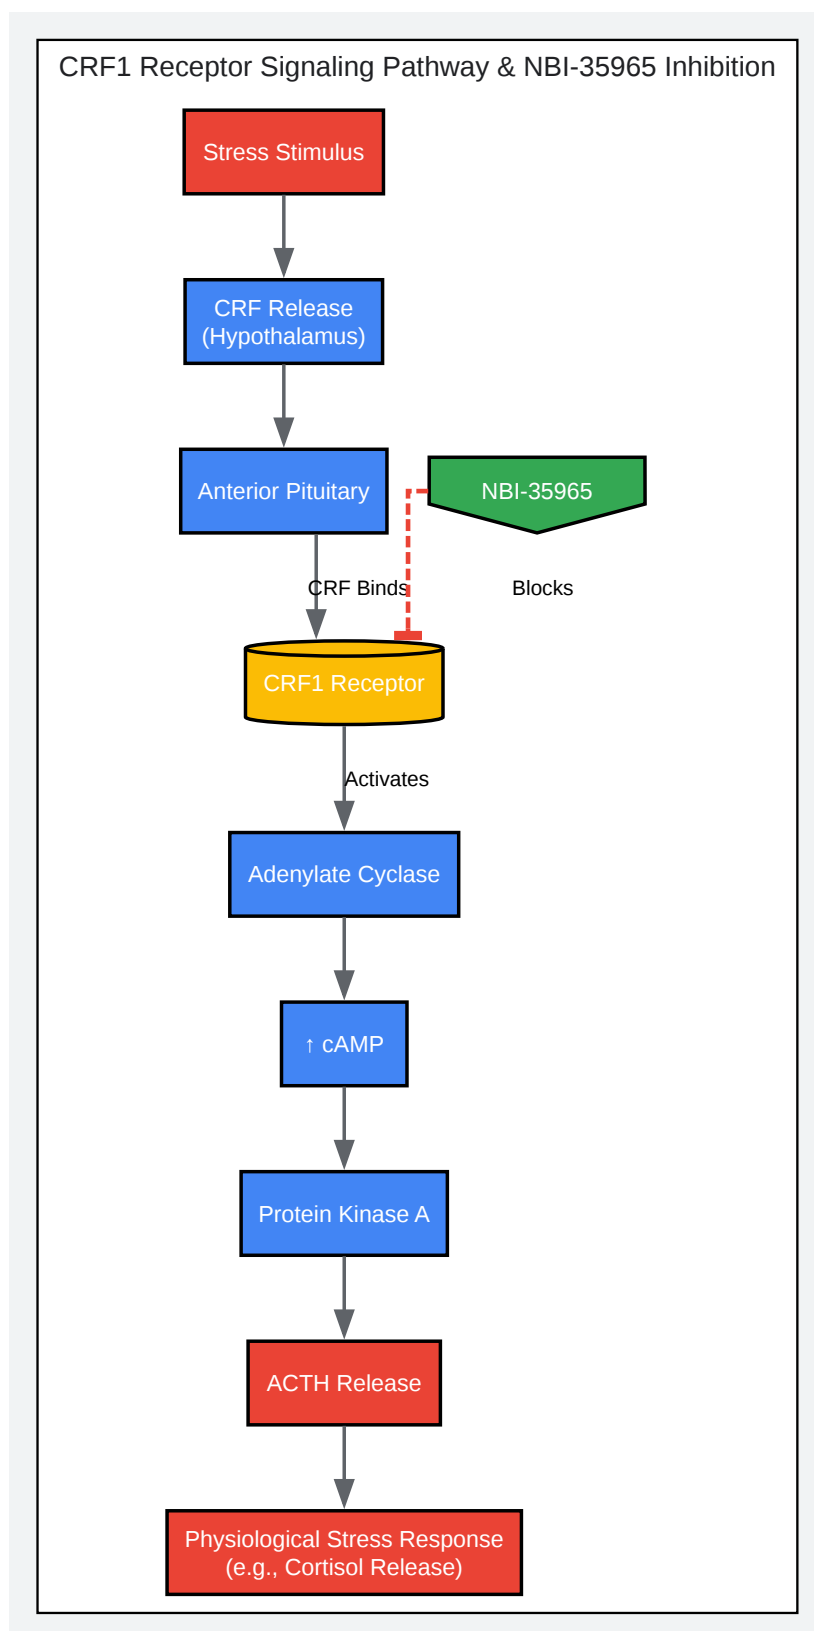 CRF1 Receptor Signaling Pathway & NBI-35965 Inhibition
Stress Stimulus
CRF Release
(Hypothalamus)
Anterior Pituitary
NBI-35965
CRF Binds
Blocks
CRF1 Receptor
Activates
Adenylate Cyclase
↑ cAMP
Protein Kinase A
ACTH Release
Physiological Stress Response
(e.g., Cortisol Release)